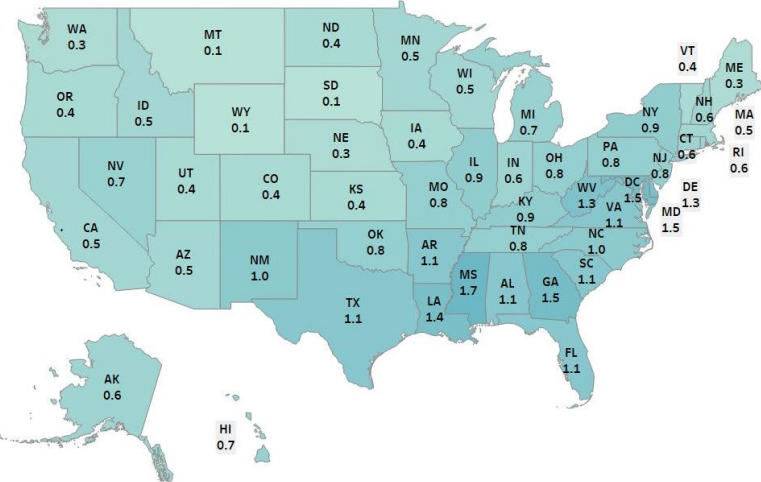 WA
0.3
MT
0.1
ND
0.4
MN
0.5
VT
0.4
ME
0.3
OR
0.4
ID
0.5
WY
0.1
SD
0.1
WI
0.5
MI
0.7
NY
0.9
NH
0.6
MA
0.5
NE
0.3
IA
0.4
PA
0.8
CT
0.6
NJ
0.8
RI
0.6
NV
0.7
UT
0.4
CO
0.4
KS
0.4
MO
0.8
IL
0.9
IN
0.6
OH
0.8
WV
1.3
DC
1.5
DE
1.3
KY
0.9
VA
1.1
MD
1.5
CA
0.5
AZ
0.5
NM
1.0
OK
0.8
AR
1.1
TN
0.8
NC
1.0
SC
1.1
TX
1.1
LA
1.4
MS
1.7
AL
1.1
GA
1.5
FL
1.1
AK
0.6
HI
0.7